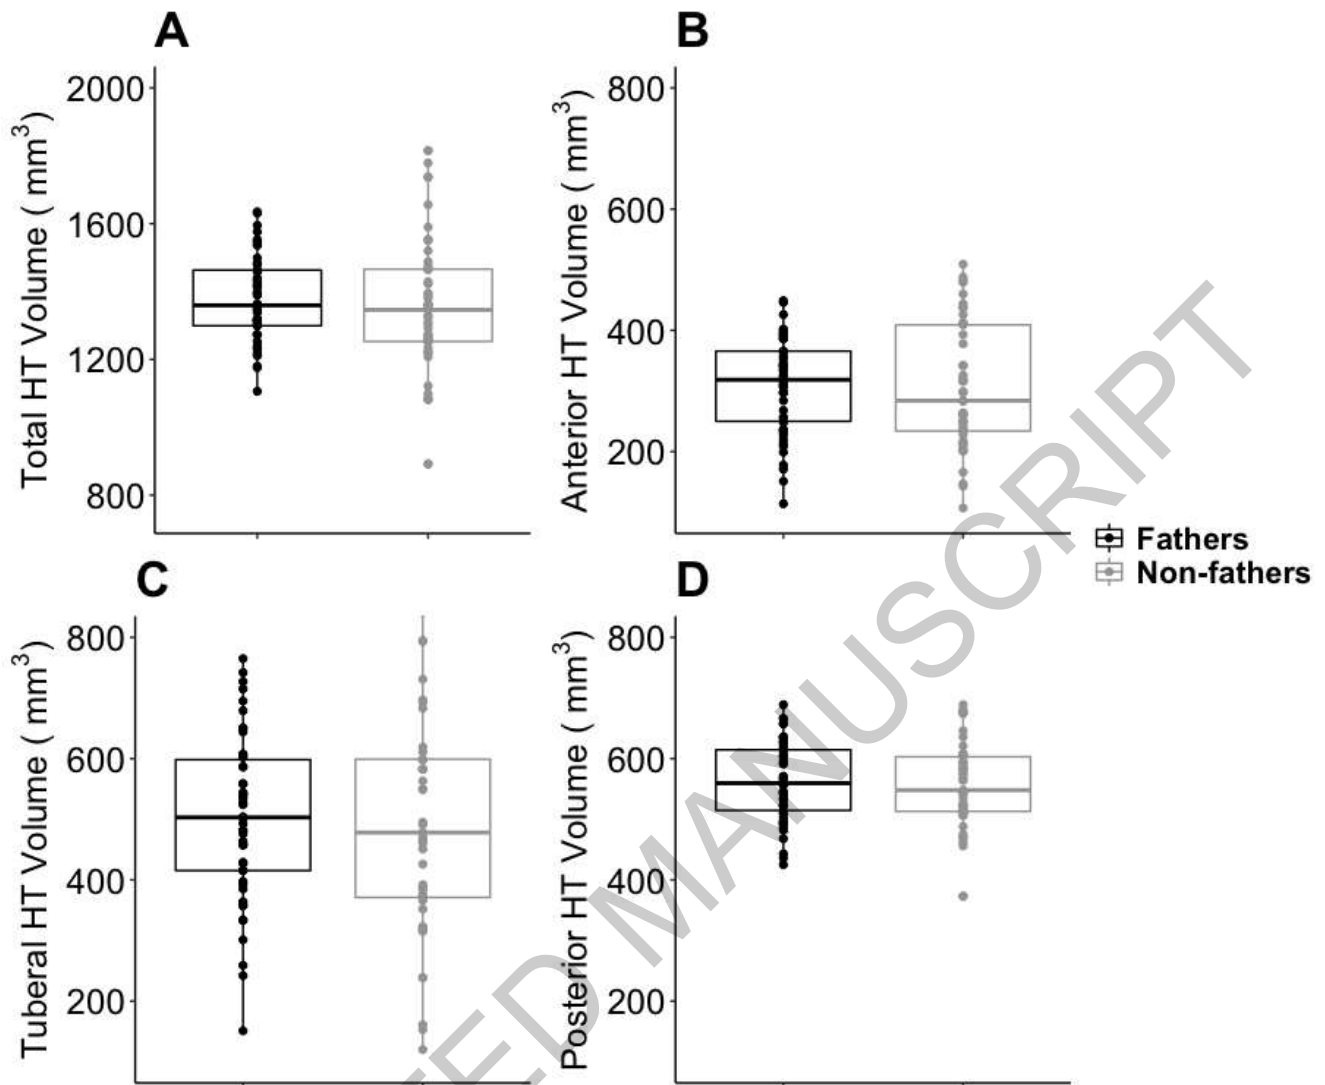 A
Total HT Volume ( mm³)
2000
1600
1200
800
B
Anterior HT Volume ( mm³)
800
600
400
200
Fathers
Non-fathers
C
Tuberal HT Volume ( mm³)
800
600
400
200
D
Posterior HT Volume ( mm³)
800
600
400
200
TED MANUSCRIPT